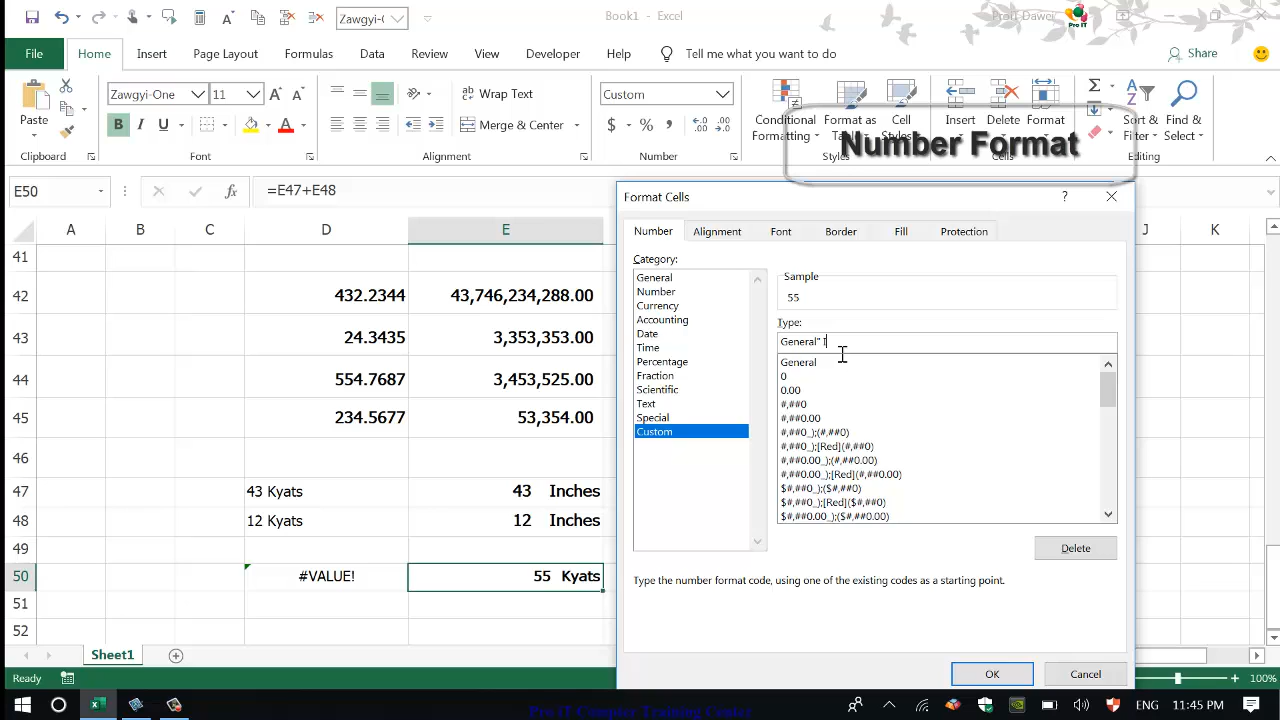 Zawgyi-C
Book1 - Excel
Pro IT
File Home Insert Page Layout Formulas Data Review View Developer Help Tell me what you want to do Share
Paste
Zawgyi-One 11
B I U A
Wrap Text
Merge & Center
Custom
$ % ,
Conditional Formatting
Format as
Cell
Insert Delete Format
Sort & Filter
Find & Select
Clipboard Font Alignment Number Styles Cells Editing
Number Format
E50 fx =E47+E48
A B C D E J K
41
42 432.2344 43,746,234,288.00
43 24.3435 3,353,353.00
44 554.7687 3,453,525.00
45 234.5677 53,354.00
46
47 43 Kyats 43 Inches
48 12 Kyats 12 Inches
49
50 #VALUE! 55 Kyats
51
52
Format Cells ?
Number Alignment Font Border Fill Protection
Category:
General
Number
Currency
Accounting
Date
Time
Percentage
Fraction
Scientific
Text
Special
Custom
Sample
55
Type:
General" I
General
0
0.00
#,##0
#,##0.00
#,##0_);(#,##0)
#,##0_);[Red](#,##0)
#,##0.00_);(#,##0.00)
#,##0.00_);[Red](#,##0.00)
$#,##0_);($#,##0)
$#,##0_);[Red]($#,##0)
$#,##0.00_);($#,##0.00)
Delete
Type the number format code, using one of the existing codes as a starting point.
OK Cancel
Sheet1
Ready 100%
ENG 11:45 PM